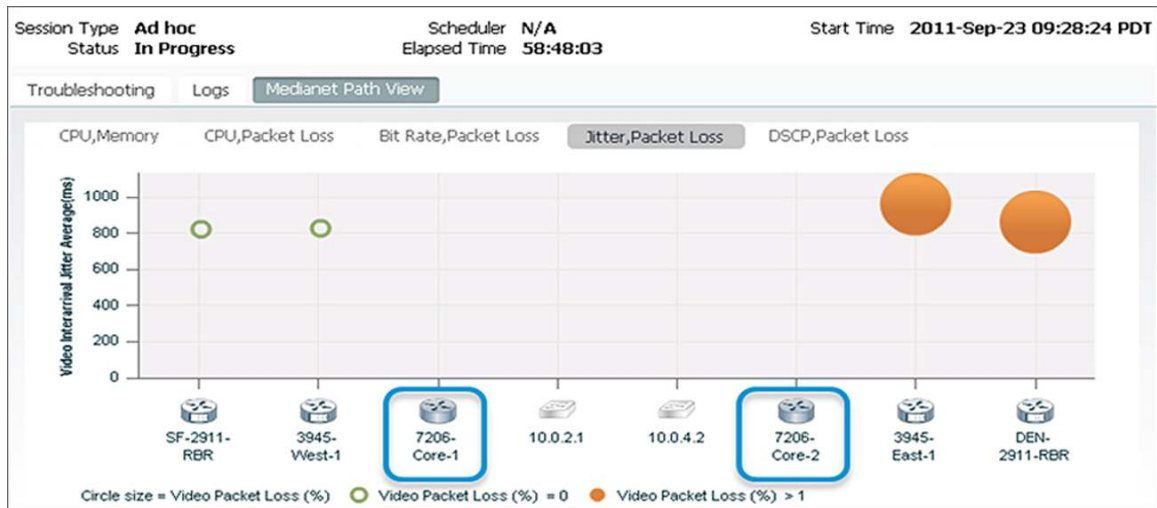 Session Type Ad hoc Scheduler N/A Start Time 2011-Sep-23 09:28:24 PDT
Status In Progress Elapsed Time 58:48:03
Troubleshooting Logs Medianet Path View
CPU,Memory CPU,Packet Loss Bit Rate,Packet Loss Jitter,Packet Loss DSCP,Packet Loss
Video Interarrival Jitter Average(ms)
1000
800
600
400
200
0
SF-2911-RBR
3945-West-1
7206-Core-1
10.0.2.1
10.0.4.2
7206-Core-2
3945-East-1
DEN-2911-RBR
Circle size = Video Packet Loss (%) Video Packet Loss (%) = 0 Video Packet Loss (%) > 1